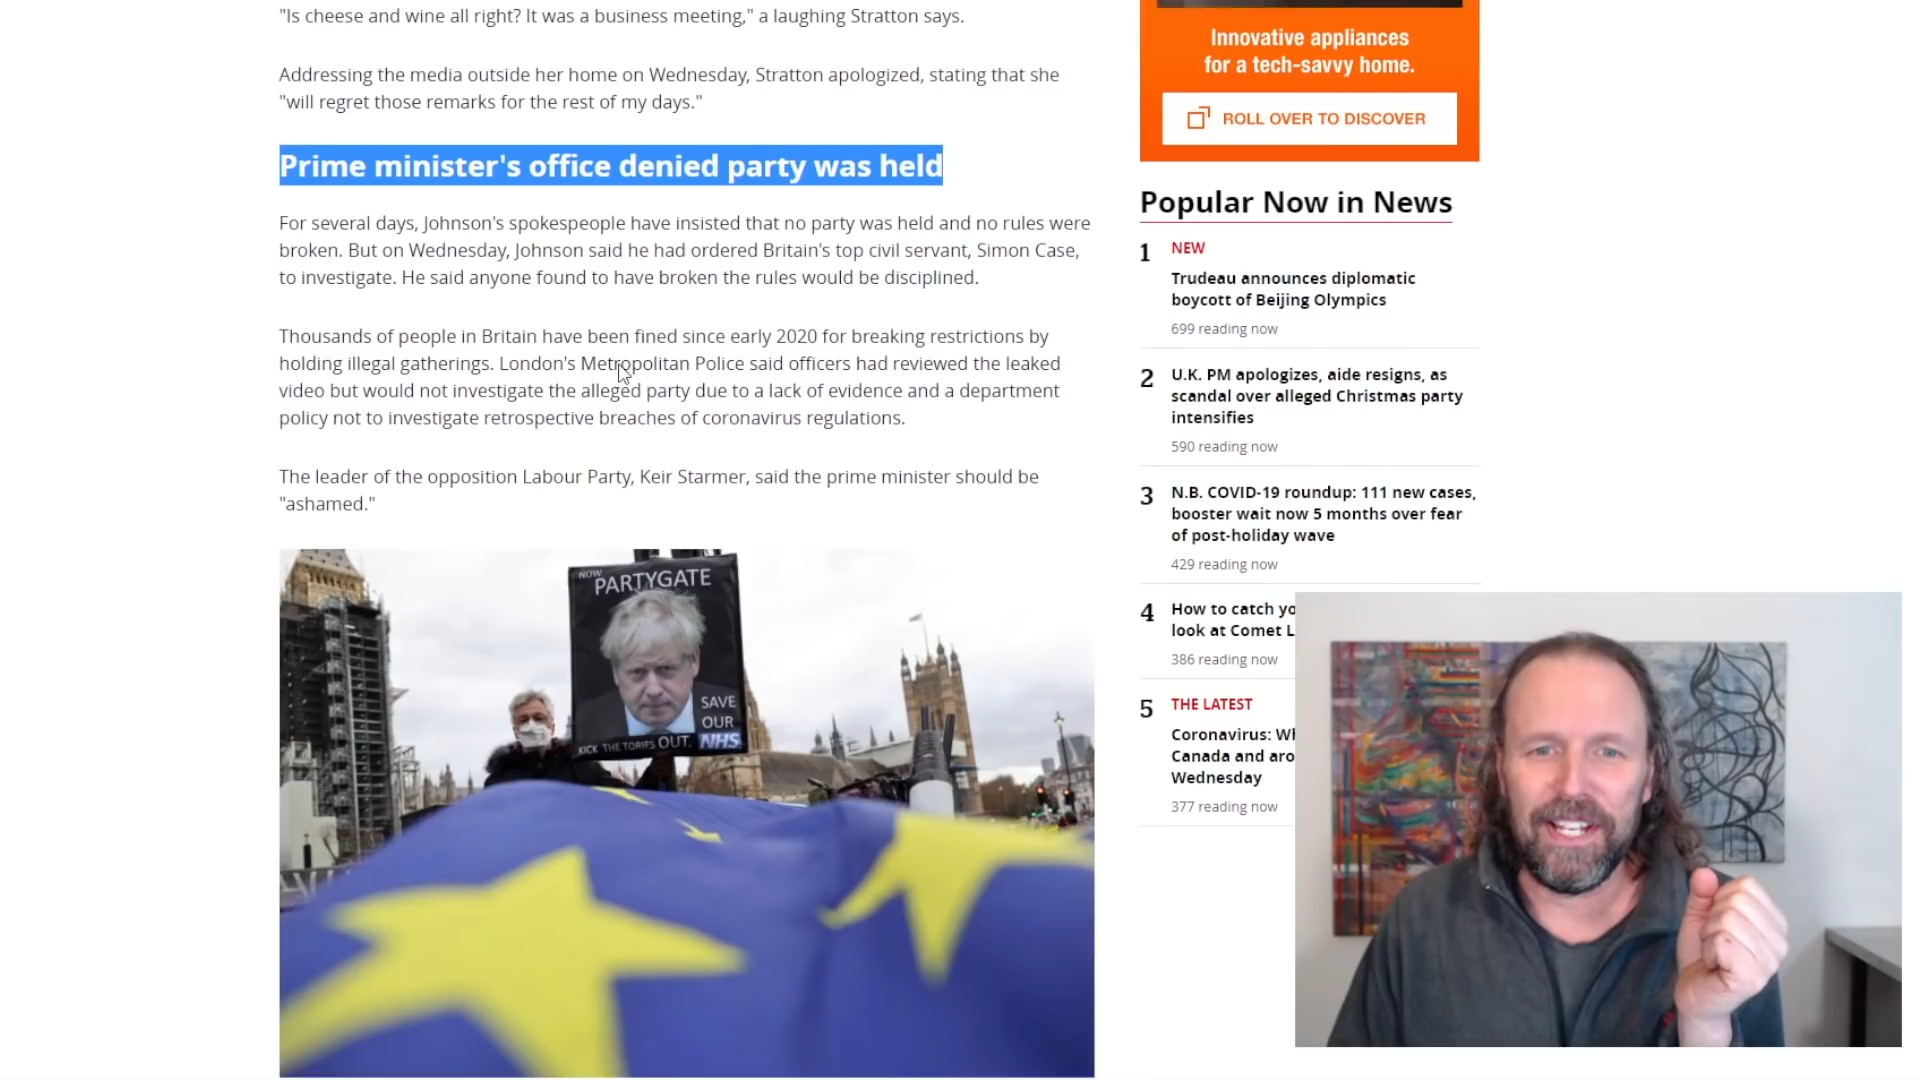 "Is cheese and wine all right? It was a business meeting," a laughing Stratton says.
Addressing the media outside her home on Wednesday, Stratton apologized, stating that she
"will regret those remarks for the rest of my days."
Prime minister's office denied party was held
For several days, Johnson's spokespeople have insisted that no party was held and no rules were
broken. But on Wednesday, Johnson said he had ordered Britain's top civil servant, Simon Case,
to investigate. He said anyone found to have broken the rules would be disciplined.
Thousands of people in Britain have been fined since early 2020 for breaking restrictions by
holding illegal gatherings. London's Metropolitan Police said officers had reviewed the leaked
video but would not investigate the alleged party due to a lack of evidence and a department
policy not to investigate retrospective breaches of coronavirus regulations.
The leader of the opposition Labour Party, Keir Starmer, said the prime minister should be
"ashamed."
NOW
PARTYGATE
SAVE
OUR
KICK THE TORIES OUT. NHS
Innovative appliances
for a tech-savvy home.
ROLL OVER TO DISCOVER
Popular Now in News
1 NEW
Trudeau announces diplomatic
boycott of Beijing Olympics
699 reading now
2 U.K. PM apologizes, aide resigns, as
scandal over alleged Christmas party
intensifies
590 reading now
3 N.B. COVID-19 roundup: 111 new cases,
booster wait now 5 months over fear
of post-holiday wave
429 reading now
4 How to catch yo
look at Comet L
386 reading now
5 THE LATEST
Coronavirus: Wh
Canada and aro
Wednesday
377 reading now